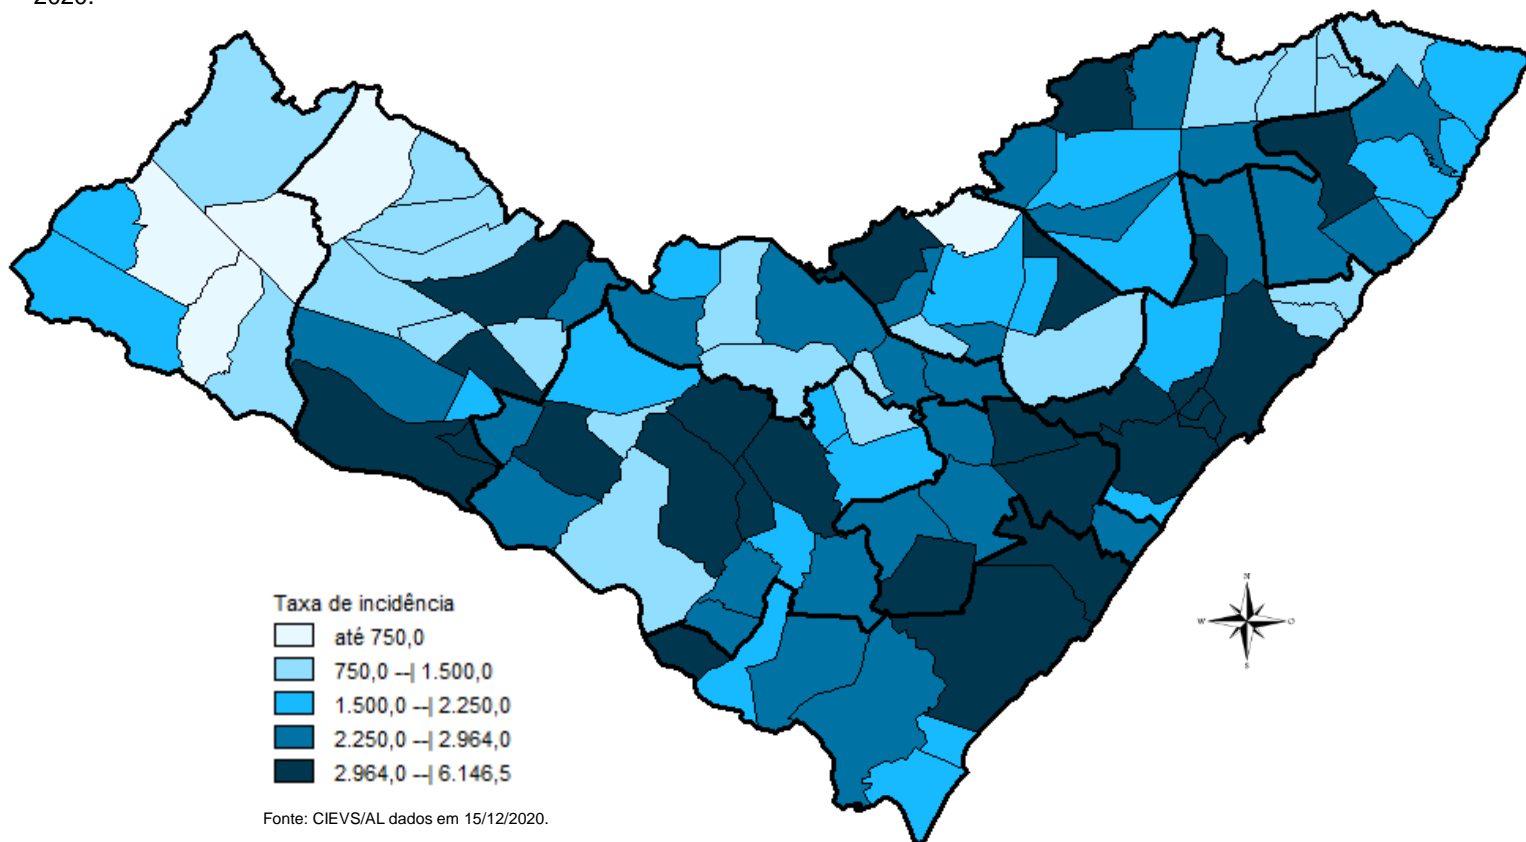 2020.
N
W
O
S
Taxa de incidência
até 750,0
750,0 --| 1.500,0
1.500,0 --| 2.250,0
2.250,0 --| 2.964,0
2.964,0 --| 6.146,5
Fonte: CIEVS/AL dados em 15/12/2020.